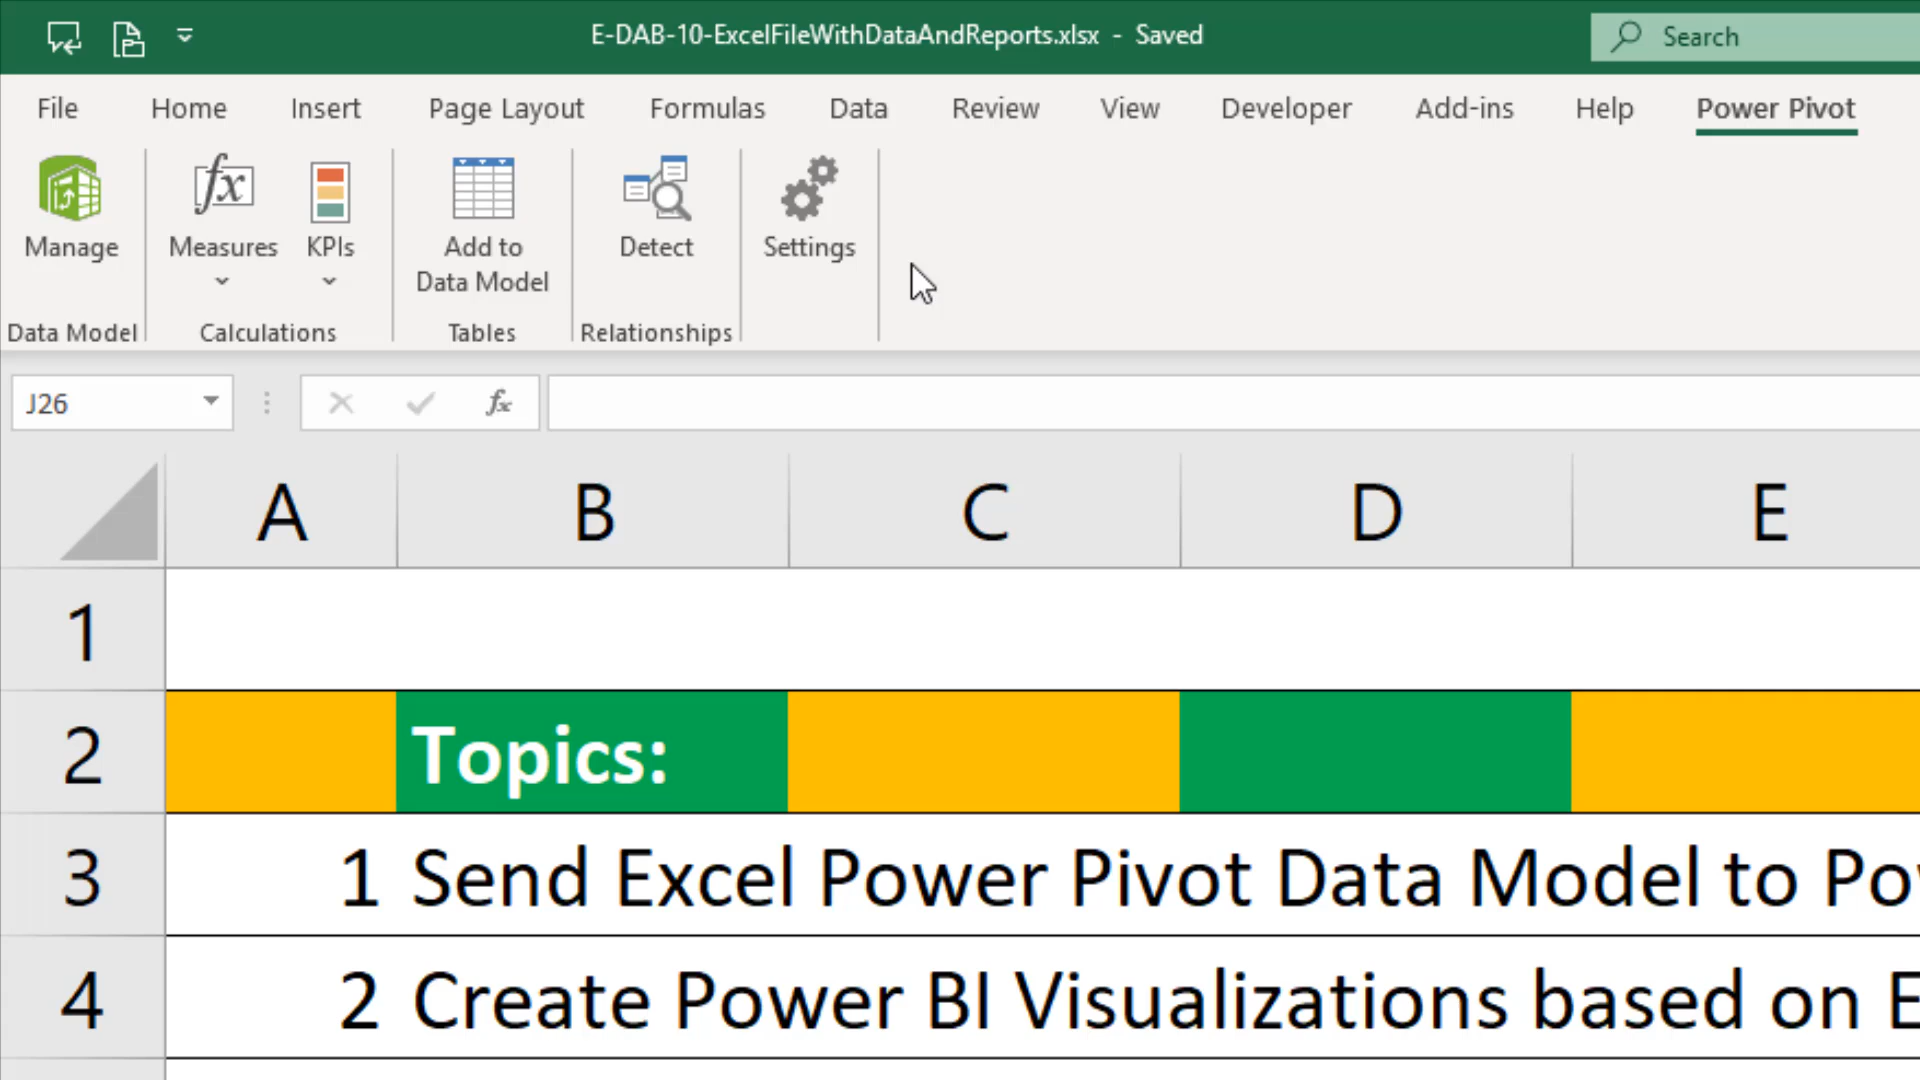 E-DAB-10-ExcelFileWithDataAndReports.xlsx - Saved
Search
File Home Insert Page Layout Formulas Data Review View Developer Add-ins Help Power Pivot
Manage Measures KPIs Add to Data Model Detect Settings
Data Model Calculations Tables Relationships
J26 fx
A B C D E
1
2 Topics:
3 1 Send Excel Power Pivot Data Model to
4 2 Create Power BI Visualizations based on